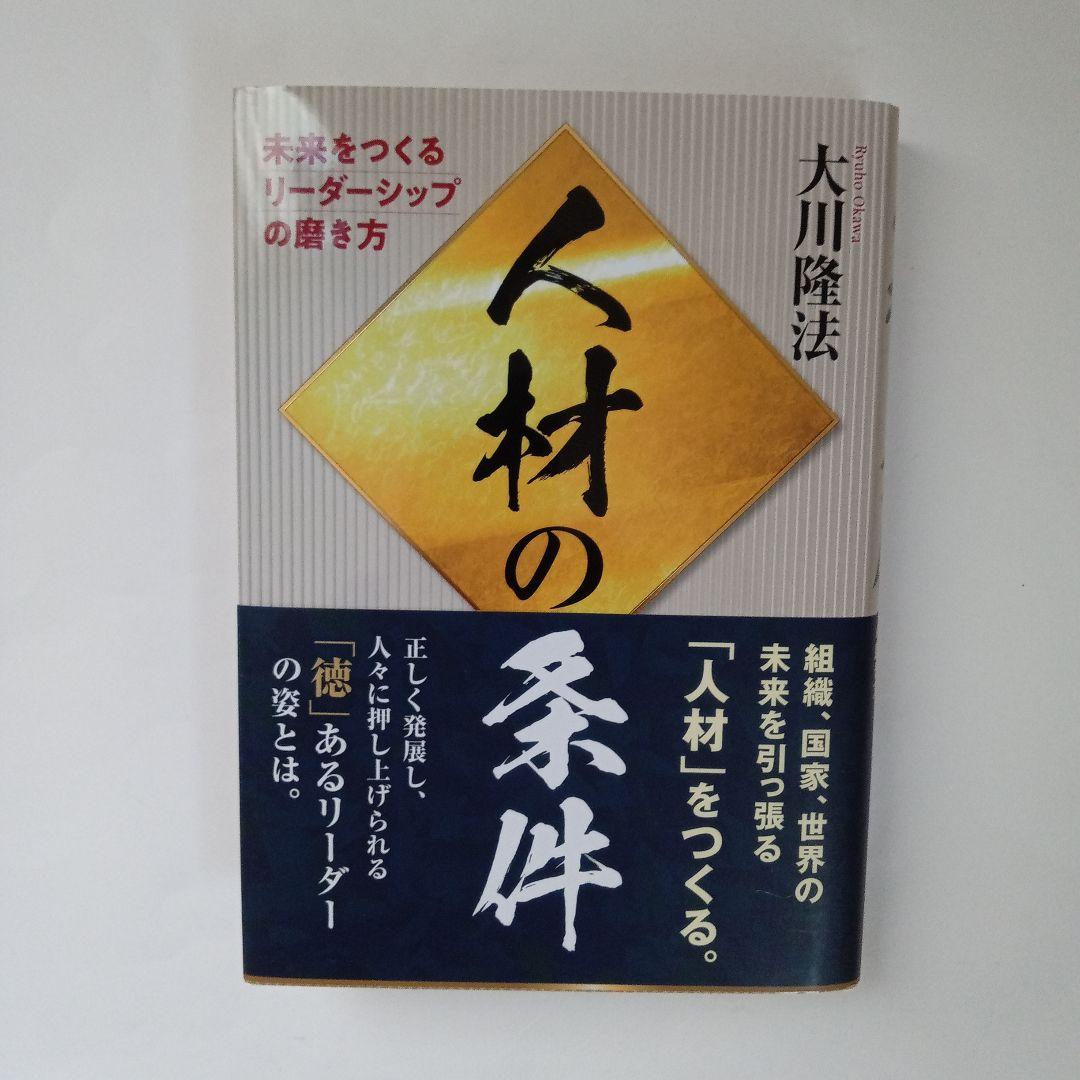 未来をつくる
リーダーシップ
の磨き方
大川隆法
Ryuho Okawa
人材の
条件
組織、国家、世界の
未来を引っ張る
「人材」をつくる。
正しく発展し、
人々に押し上げられる
「徳」あるリーダー
の姿とは。